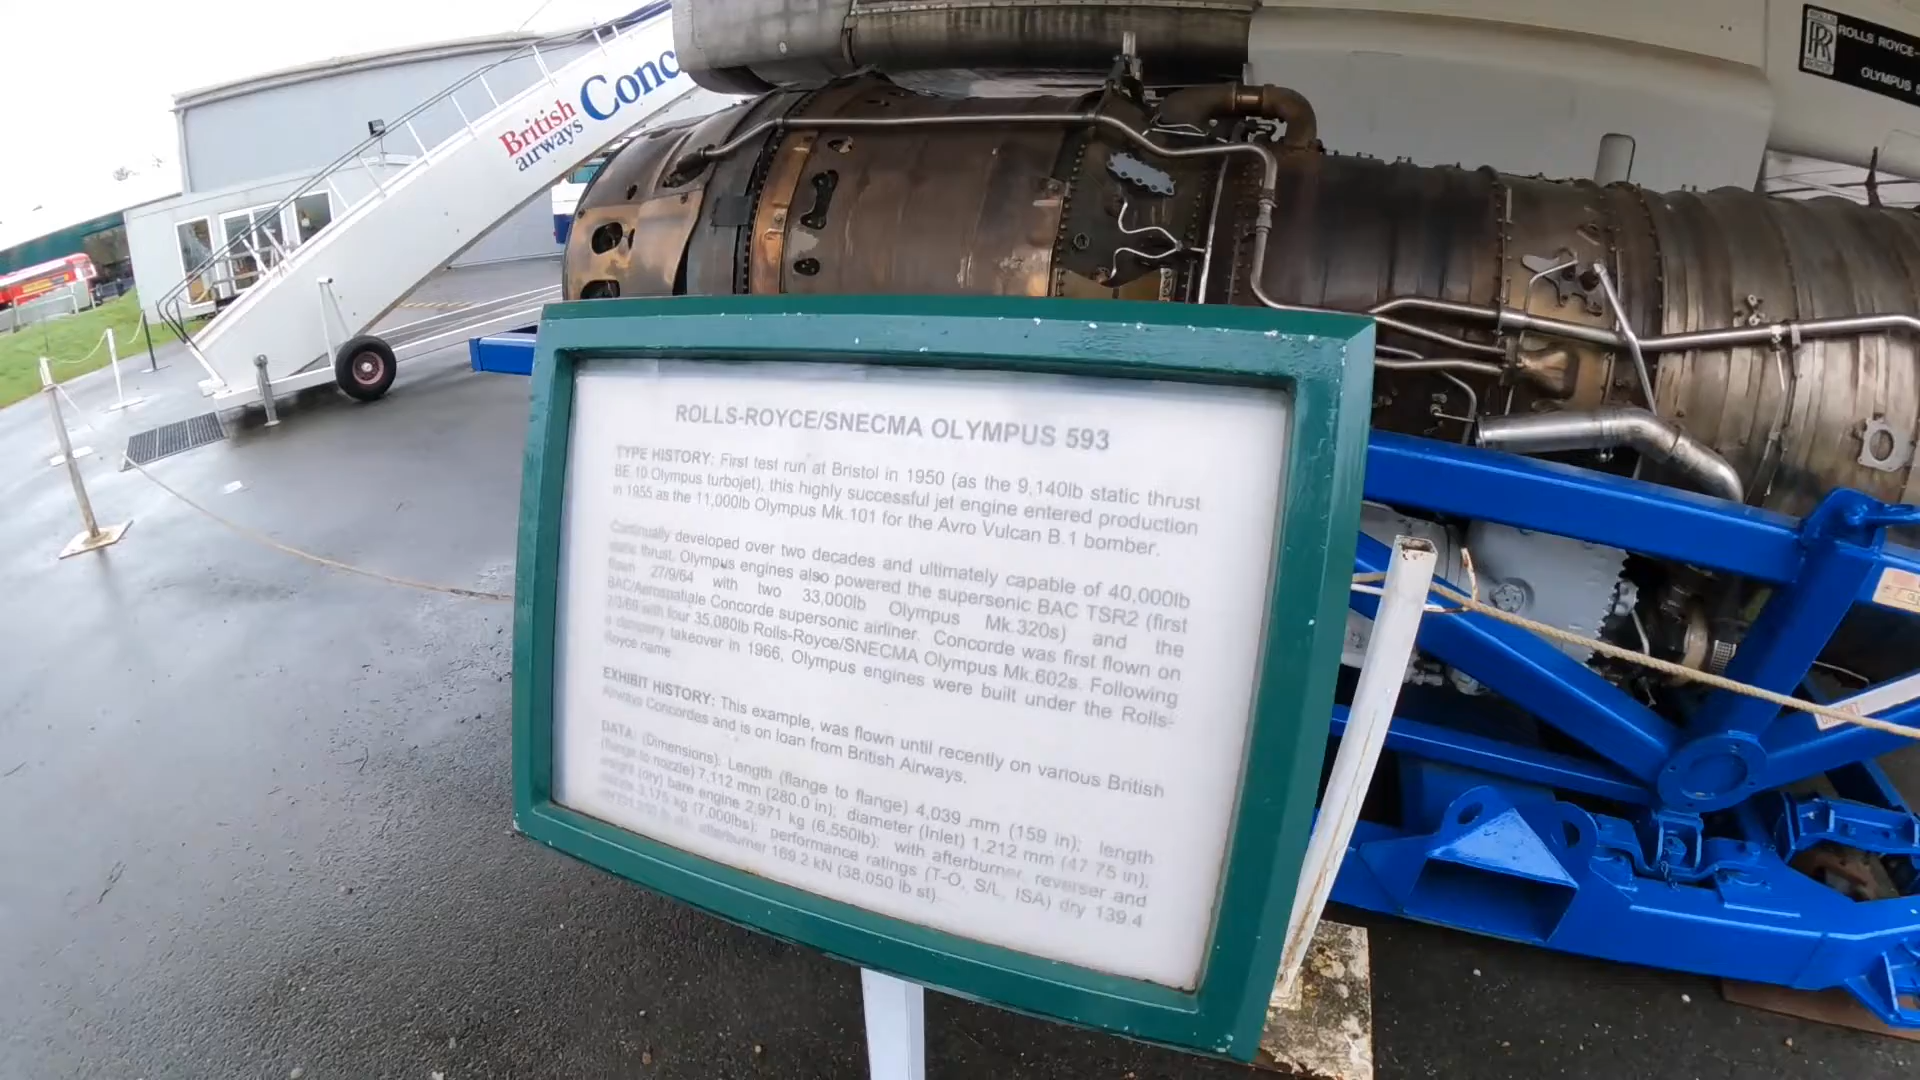 British
airways
Conc
ROLLS
RR
ROYCE
ROLLS ROYCE-
OLYMPUS 5
ROLLS-ROYCE/SNECMA OLYMPUS 593
TYPE HISTORY: First test run at Bristol in 1950 (as the 9,140lb static thrust
BE.10 Olympus turbojet), this highly successful jet engine entered production
in 1955 as the 11,000lb Olympus Mk.101 for the Avro Vulcan B.1 bomber.
Continually developed over two decades and ultimately capable of 40,000lb
static thrust, Olympus engines also powered the supersonic BAC TSR2 (first
flown 27/9/64 with two 33,000lb Olympus Mk.320s) and the
BAC/Aerospatiale Concorde supersonic airliner. Concorde was first flown on
2/3/69 with four 35,080lb Rolls-Royce/SNECMA Olympus Mk.602s. Following
a company takeover in 1966, Olympus engines were built under the Rolls-
Royce name.
EXHIBIT HISTORY: This example, was flown until recently on various British
Airways Concordes and is on loan from British Airways.
DATA: (Dimensions): Length (flange to flange) 4,039 mm (159 in); length
(flange to nozzle) 7,112 mm (280.0 in); diameter (Inlet) 1,212 mm (47.75 in);
weight (dry) bare engine 2,971 kg (6,550lb); with afterburner, reverser and
nozzle 3,175 kg (7,000lbs); performance ratings (T-O, S/L, ISA) dry 139.4
afterburner 169.2 kN (38,050 lb st)